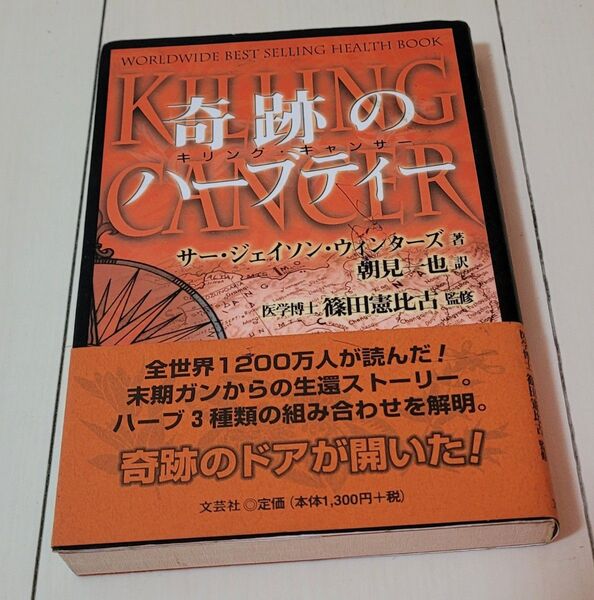 WORLDWIDE BEST SELLING HEALTH BOOK
KILLING
奇跡の
キリング・キャンサー
CANCER
ハーブティー
サー・ジェイソン・ウィンターズ 著
朝見一也 訳
医学博士 篠田憲比古 監修
全世界1200万人が読んだ!
末期ガンからの生還ストーリー。
ハーブ3種類の組み合わせを解明。
奇跡のドアが開いた!
文芸社◎定価(本体1,300円+税)